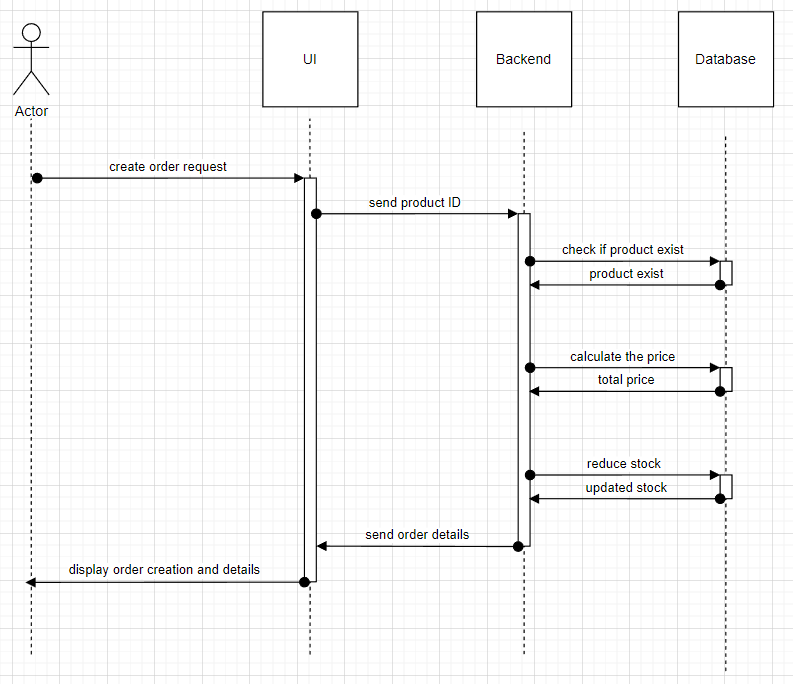 Actor
UI
Backend
Database
create order request
send product ID
check if product exist
product exist
calculate the price
total price
reduce stock
updated stock
send order details
display order creation and details